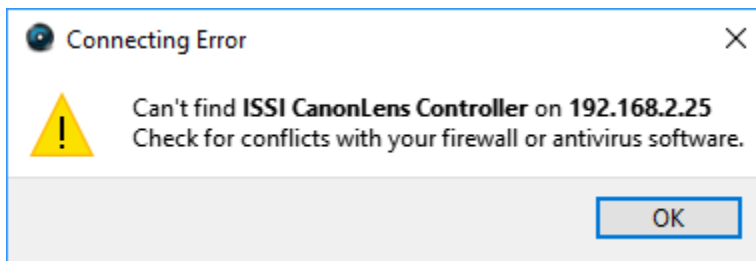 Connecting Error
Can't find ISSI CanonLens Controller on 192.168.2.25
Check for conflicts with your firewall or antivirus software.
OK